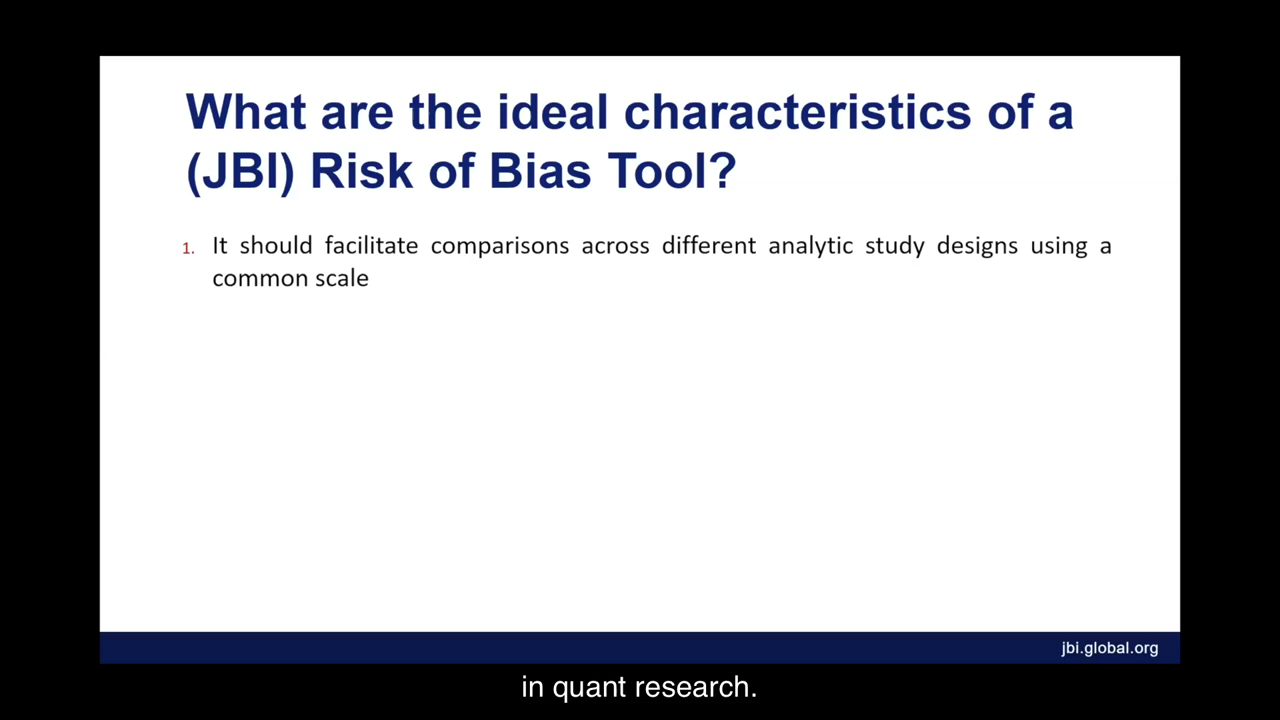 What are the ideal characteristics of a
(JBI) Risk of Bias Tool?
1. It should facilitate comparisons across different analytic study designs using a
common scale
jbi.global.org
in quant research.